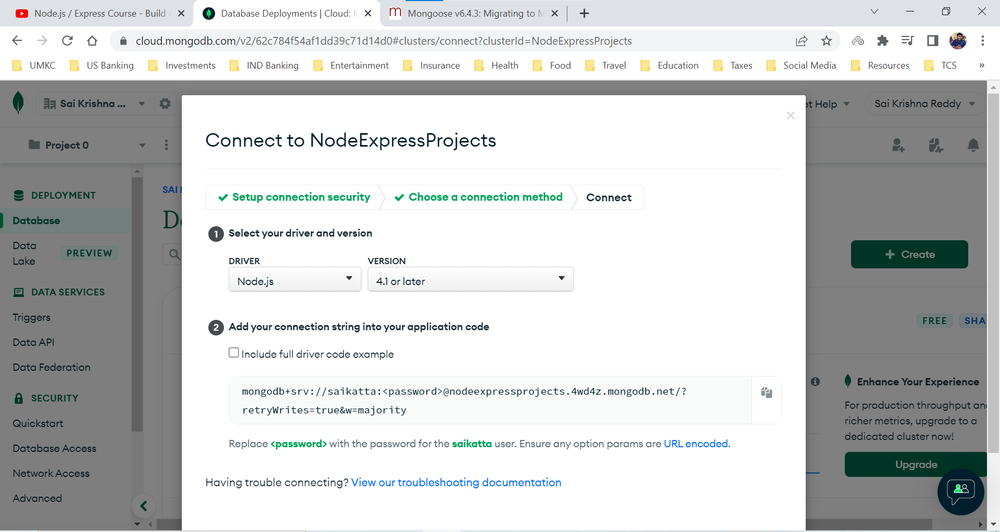 Node.js / Express Course - Build
Database Deployments | Cloud: M
Mongoose v6.4.3: Migrating to M
cloud.mongodb.com/v2/62c784f54af1dd39c71d14d0#clusters/connect?clusterId=NodeExpressProjects
UMKC US Banking Investments IND Banking Entertainment Insurance Health Food Travel Education Taxes Social Media Resources TCS »
Sai Krishna ...
et Help
Sai Krishna Reddy
Project 0
Connect to NodeExpressProjects
Setup connection security Choose a connection method Connect
DEPLOYMENT
Database
Data Lake PREVIEW
DATA SERVICES
Triggers
Data API
Data Federation
SECURITY
Quickstart
Database Access
Network Access
Advanced
SAI
1 Select your driver and version
DRIVER VERSION
Node.js 4.1 or later
2 Add your connection string into your application code
Include full driver code example
mongodb+srv://saikatta:<password>@nodeexpressprojects.4wd4z.mongodb.net/?
retryWrites=true&w=majority
Replace <password> with the password for the saikatta user. Ensure any option params are URL encoded.
Having trouble connecting? View our troubleshooting documentation
+ Create
FREE SHA
Enhance Your Experience
For production throughput and
richer metrics, upgrade to a
dedicated cluster now!
Upgrade